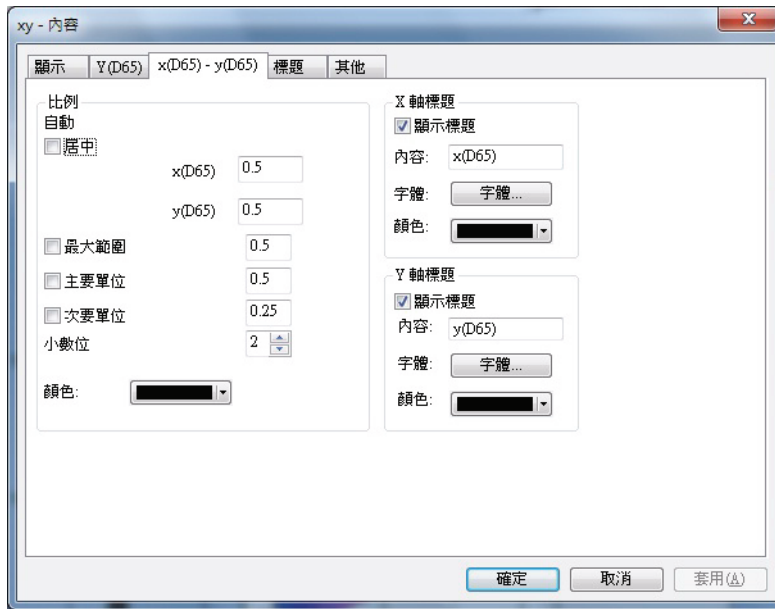 xy - 內容
顯示 Y(D65) x(D65) - y(D65) 標題 其他
比例
自動
居中
x(D65) 0.5
y(D65) 0.5
最大範圍 0.5
主要單位 0.5
次要單位 0.25
小數位 2
顏色:
X 軸標題
顯示標題
內容: x(D65)
字體: 字體...
顏色:
Y 軸標題
顯示標題
內容: y(D65)
字體: 字體...
顏色:
確定 取消 套用(A)